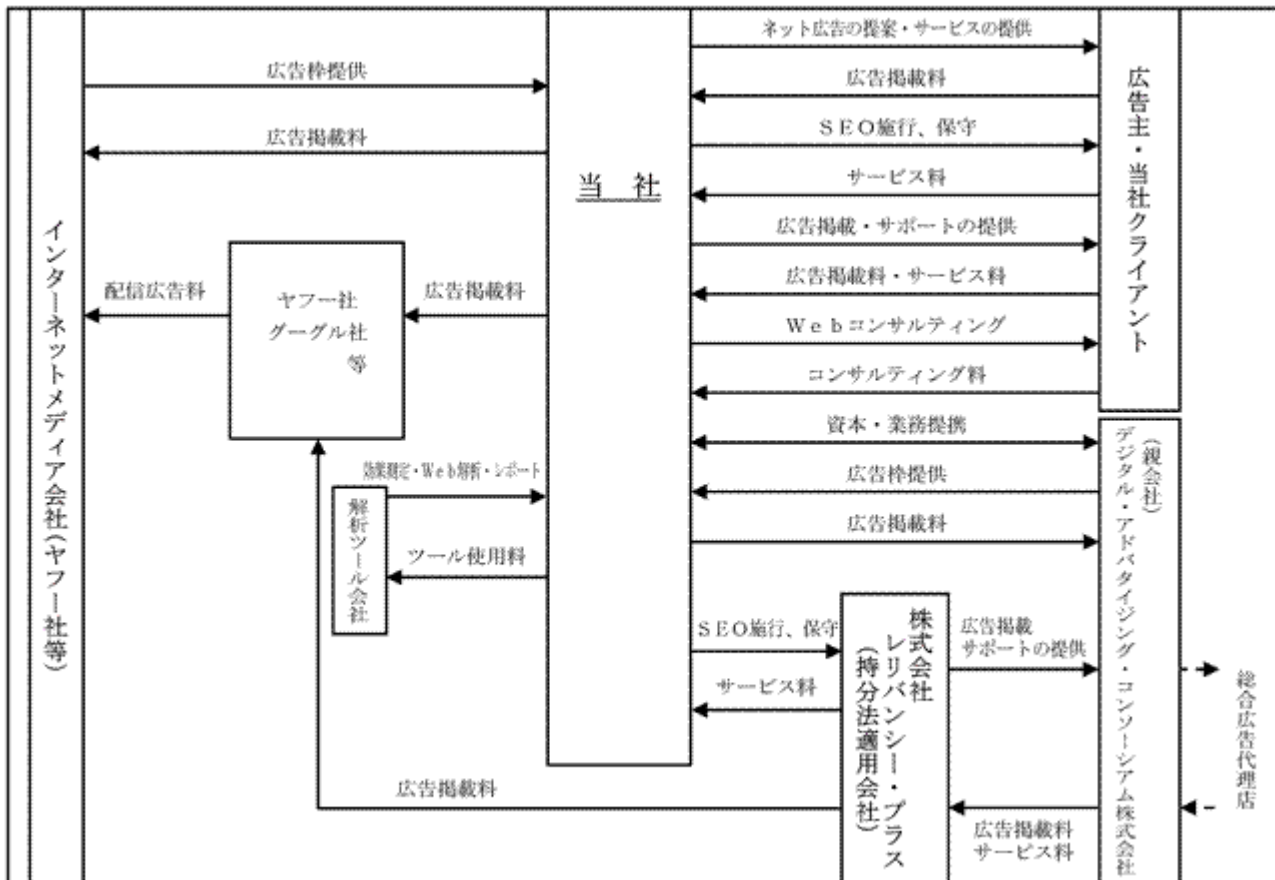 インターネットメディア会社(ヤフー社等)
広告枠提供
広告掲載料
配信広告料
ヤフー社
グーグル社
等
広告掲載料
効果測定・Web解析・レポート
解析ツール会社
ツール使用料
広告掲載料
当 社
ネット広告の提案・サービスの提供
広告掲載料
SEO施行、保守
サービス料
広告掲載・サポートの提供
広告掲載料・サービス料
Webコンサルティング
コンサルティング料
広告主・当社クライアント
資本・業務提携
広告枠提供
広告掲載料
(親会社)
デジタル・アドバタイジング・コンソーシアム株式会社
SEO施行、保守
サービス料
株式会社
レリバンシー・プラス
(持分法適用会社)
広告掲載
サポートの提供
広告掲載料
サービス料
総合広告代理店